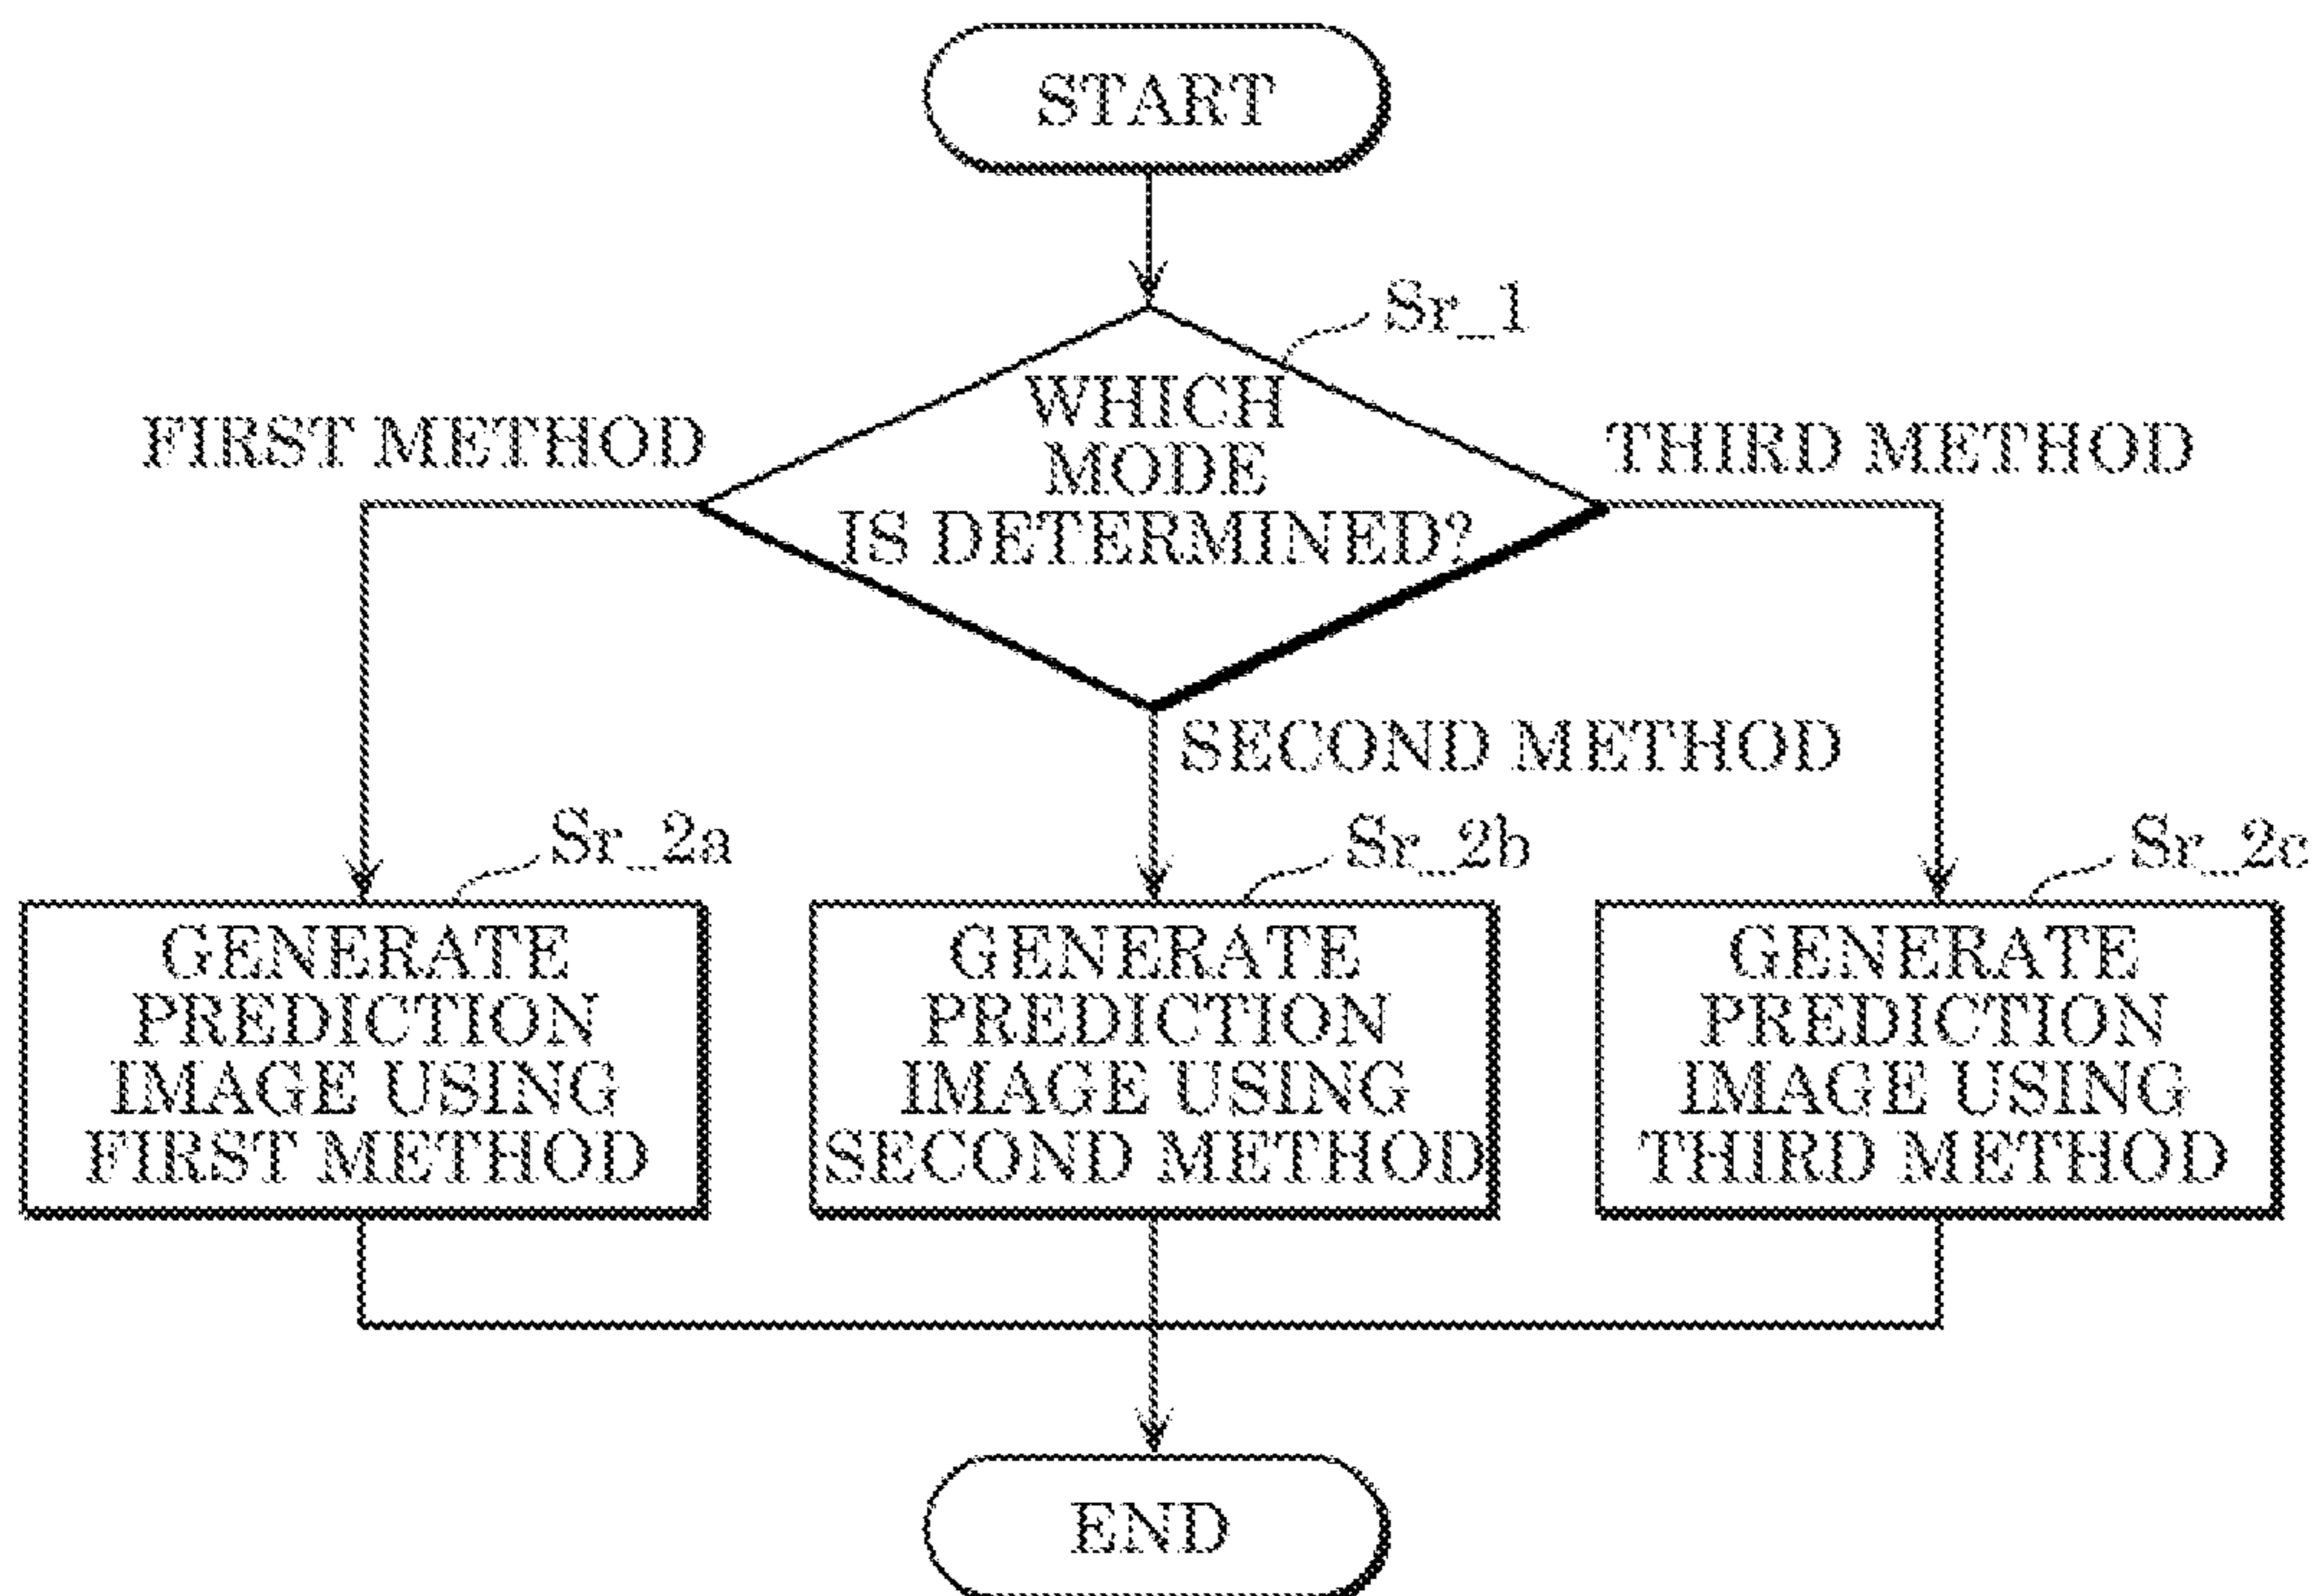 START
Sr_1
WHICH
MODE
IS DETERMINED?
FIRST METHOD
THIRD METHOD
SECOND METHOD
Sr_2a
GENERATE
PREDICTION
IMAGE USING
FIRST METHOD
Sr_2b
GENERATE
PREDICTION
IMAGE USING
SECOND METHOD
Sr_2c
GENERATE
PREDICTION
IMAGE USING
THIRD METHOD
END